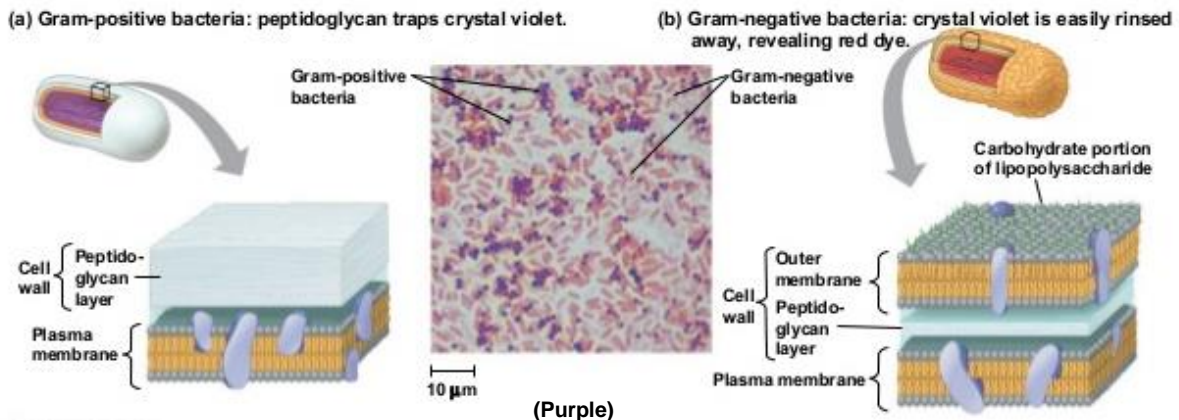 (a) Gram-positive bacteria: peptidoglycan traps crystal violet.
(b) Gram-negative bacteria: crystal violet is easily rinsed
away, revealing red dye.
Gram-positive
bacteria
Gram-negative
bacteria
Carbohydrate portion
of lipopolysaccharide
Cell
wall
Peptido-
glycan
layer
Plasma
membrane
10 μm
(Purple)
Cell
wall
Outer
membrane
Peptido-
glycan
layer
Plasma membrane